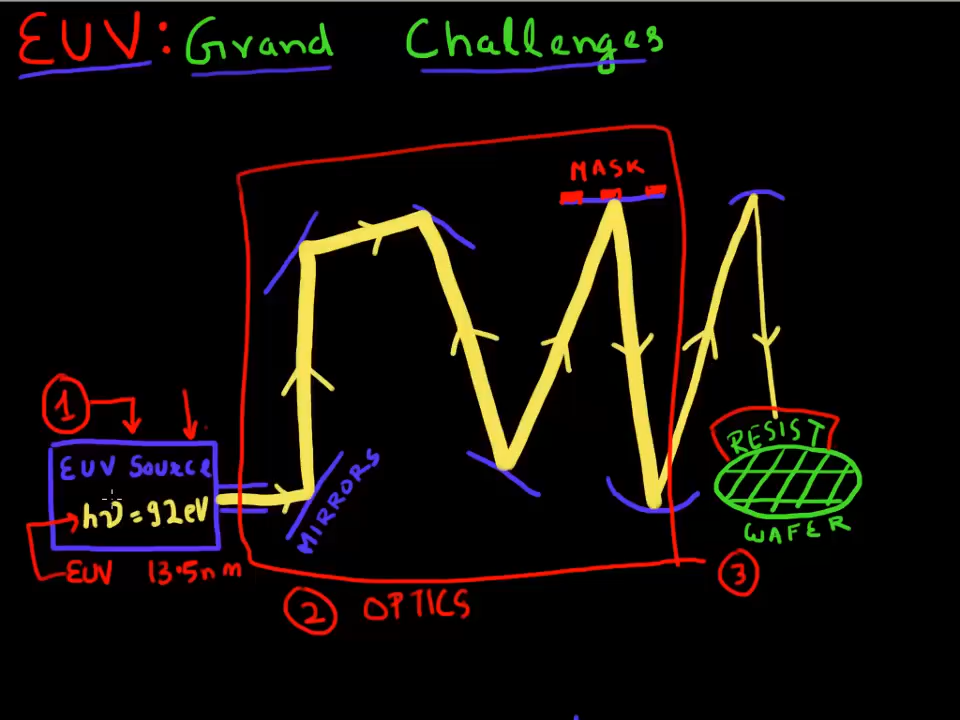 EUV: Grand Challenges
MASK
1
EUV Source
hν = 92eV
EUV 13.5nm
MIRRORS
RESIST
WAFER
2 OPTICS
3